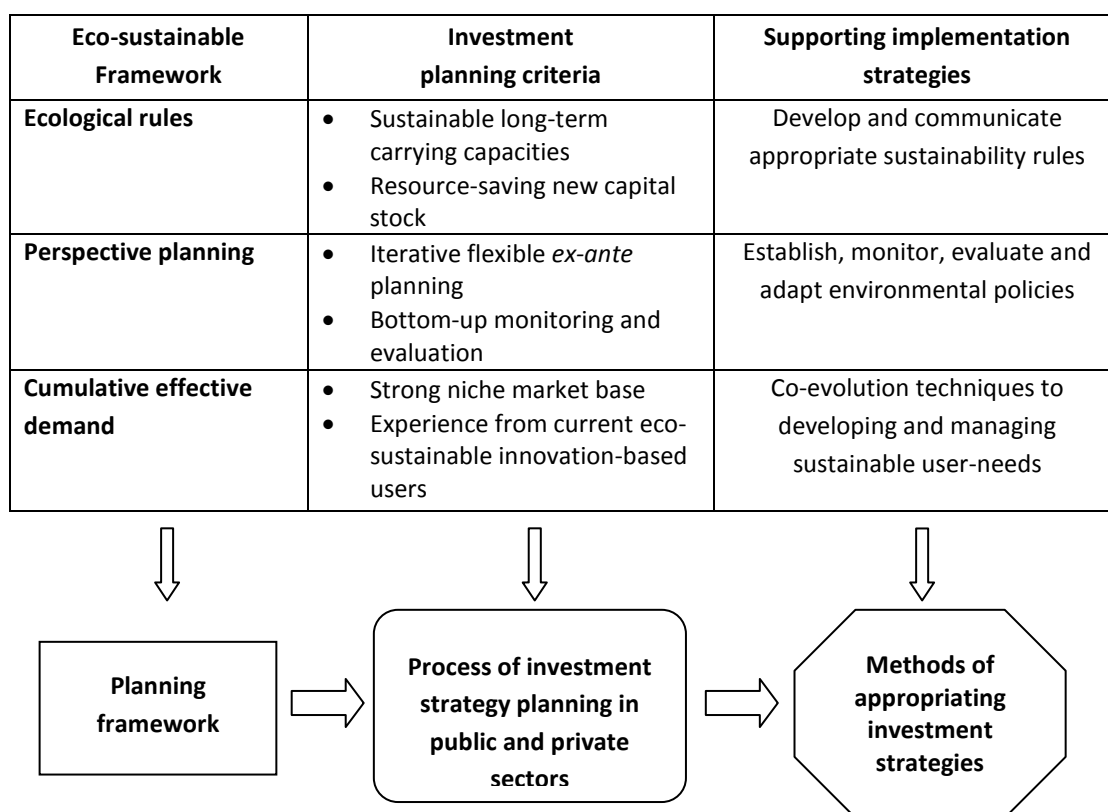 Eco-sustainable
Framework
Investment
planning criteria
Supporting implementation
strategies
Ecological rules
• Sustainable long-term
carrying capacities
• Resource-saving new capital
stock
Develop and communicate
appropriate sustainability rules
Perspective planning
• Iterative flexible ex-ante
planning
• Bottom-up monitoring and
evaluation
Establish, monitor, evaluate and
adapt environmental policies
Cumulative effective
demand
• Strong niche market base
• Experience from current eco-
sustainable innovation-based
users
Co-evolution techniques to
developing and managing
sustainable user-needs
Planning
framework
Process of investment
strategy planning in
public and private
sectors
Methods of
appropriating
investment
strategies